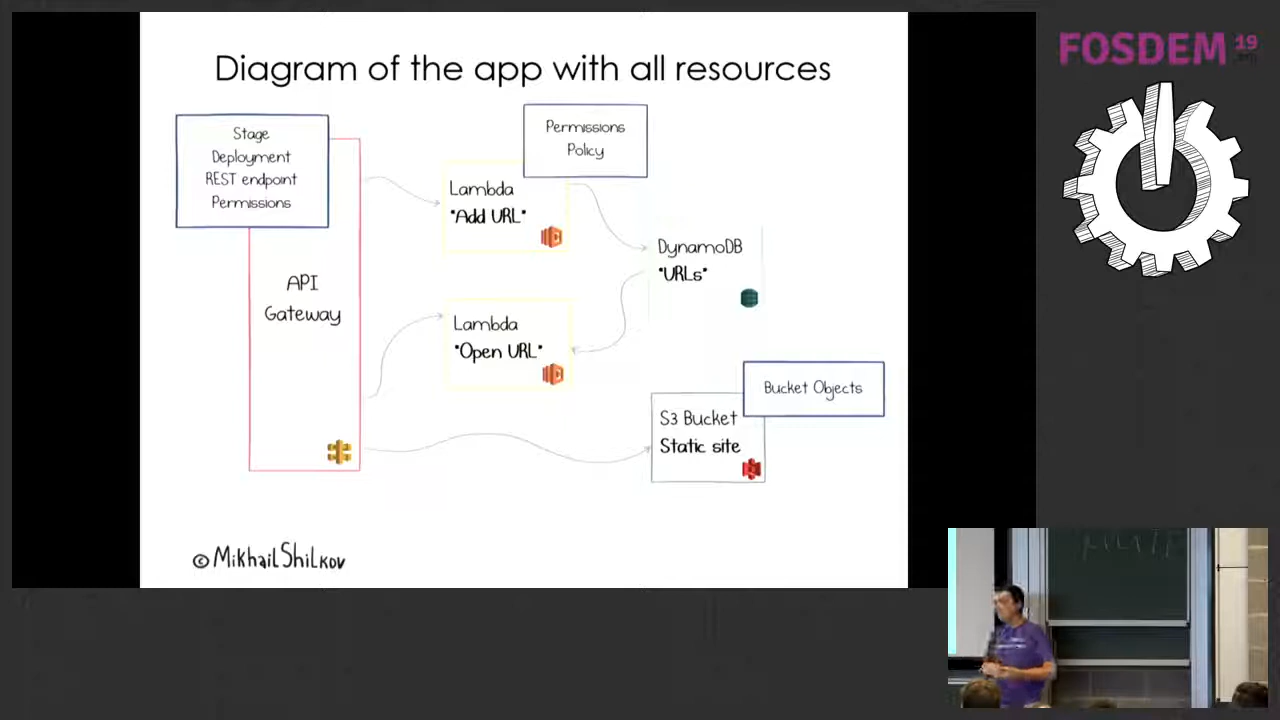 FOSDEM 19
.org
Diagram of the app with all resources
Stage
Deployment
REST endpoint
Permissions
API
Gateway
Lambda
"Add URL"
Permissions
Policy
DynamoDB
"URLs"
Lambda
"Open URL"
Bucket Objects
S3 Bucket
Static site
© MikhailShilkov